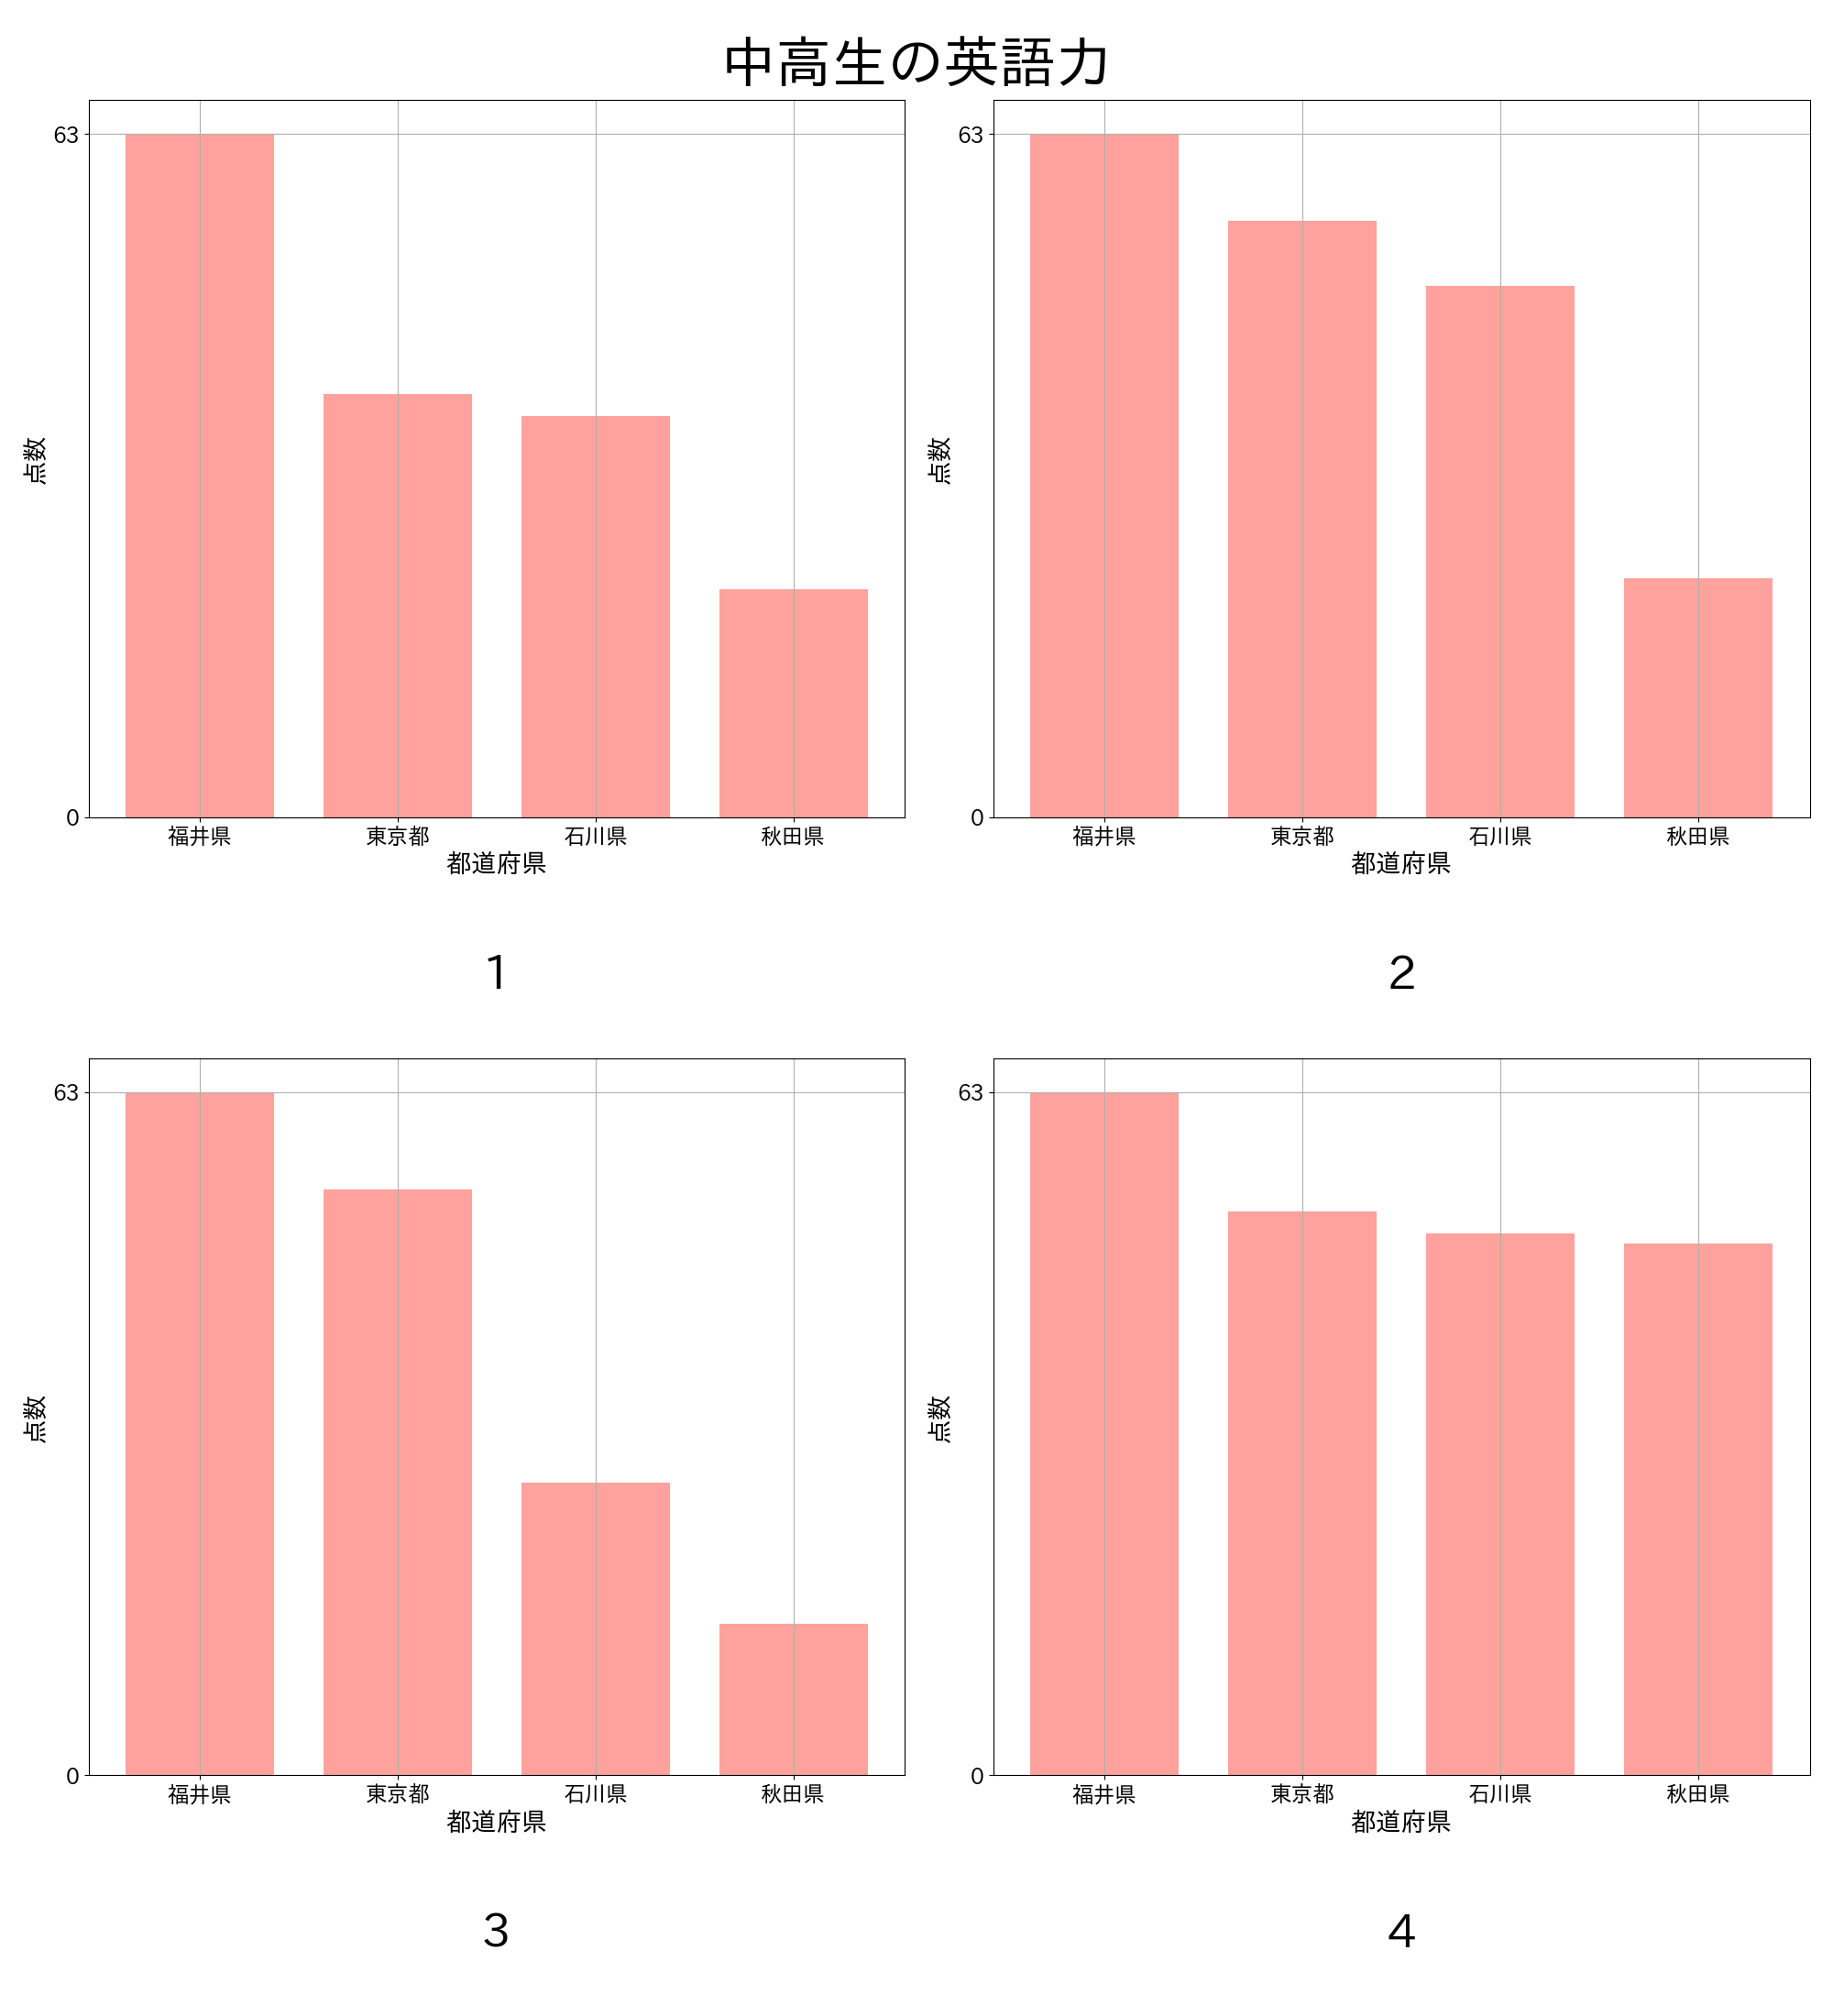 中高生の英語力
63
0
点数
福井県 東京都 石川県 秋田県
都道府県
1
63
0
点数
福井県 東京都 石川県 秋田県
都道府県
2
63
0
点数
福井県 東京都 石川県 秋田県
都道府県
3
63
0
点数
福井県 東京都 石川県 秋田県
都道府県
4